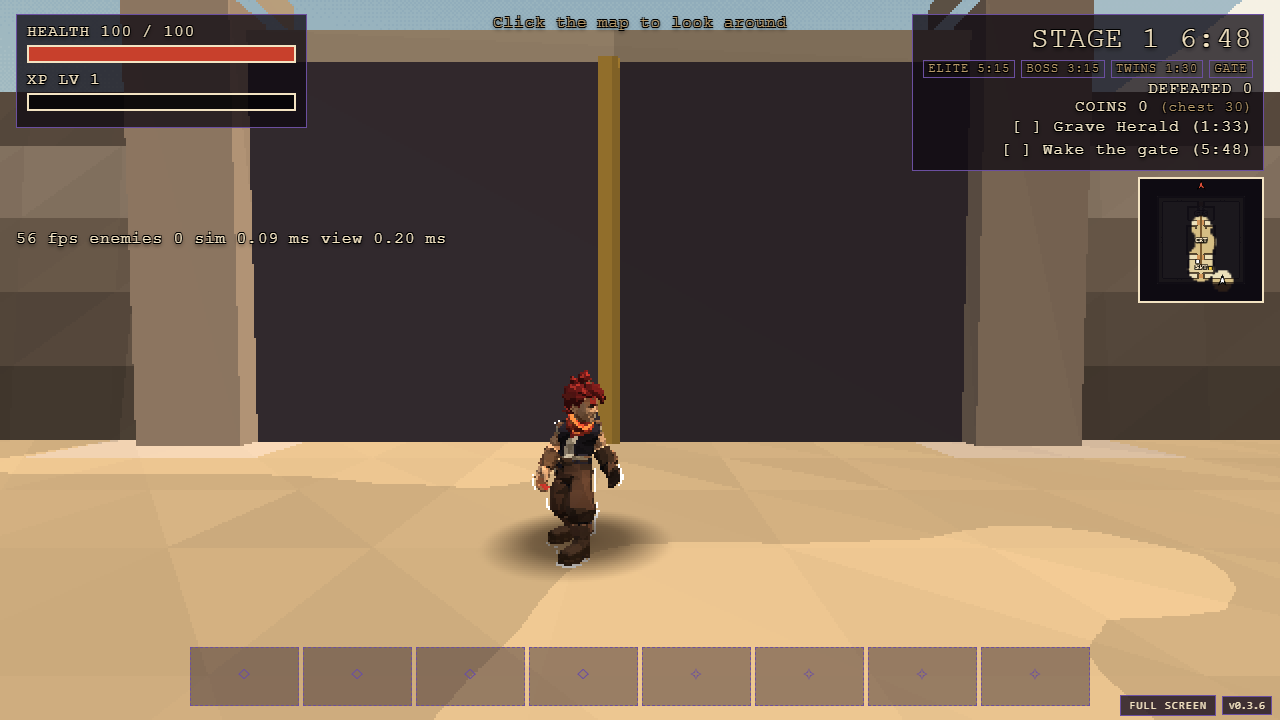 Click the map to look around
HEALTH 100 / 100
XP LV 1
STAGE 1 6:48
ELITE 5:15 BOSS 3:15 TWINS 1:30 GATE
DEFEATED 0
COINS 0 (chest 30)
[ ] Grave Herald (1:33)
[ ] Wake the gate (5:48)
56 fps enemies 0 sim 0.09 ms view 0.20 ms
FULL SCREEN v0.3.6